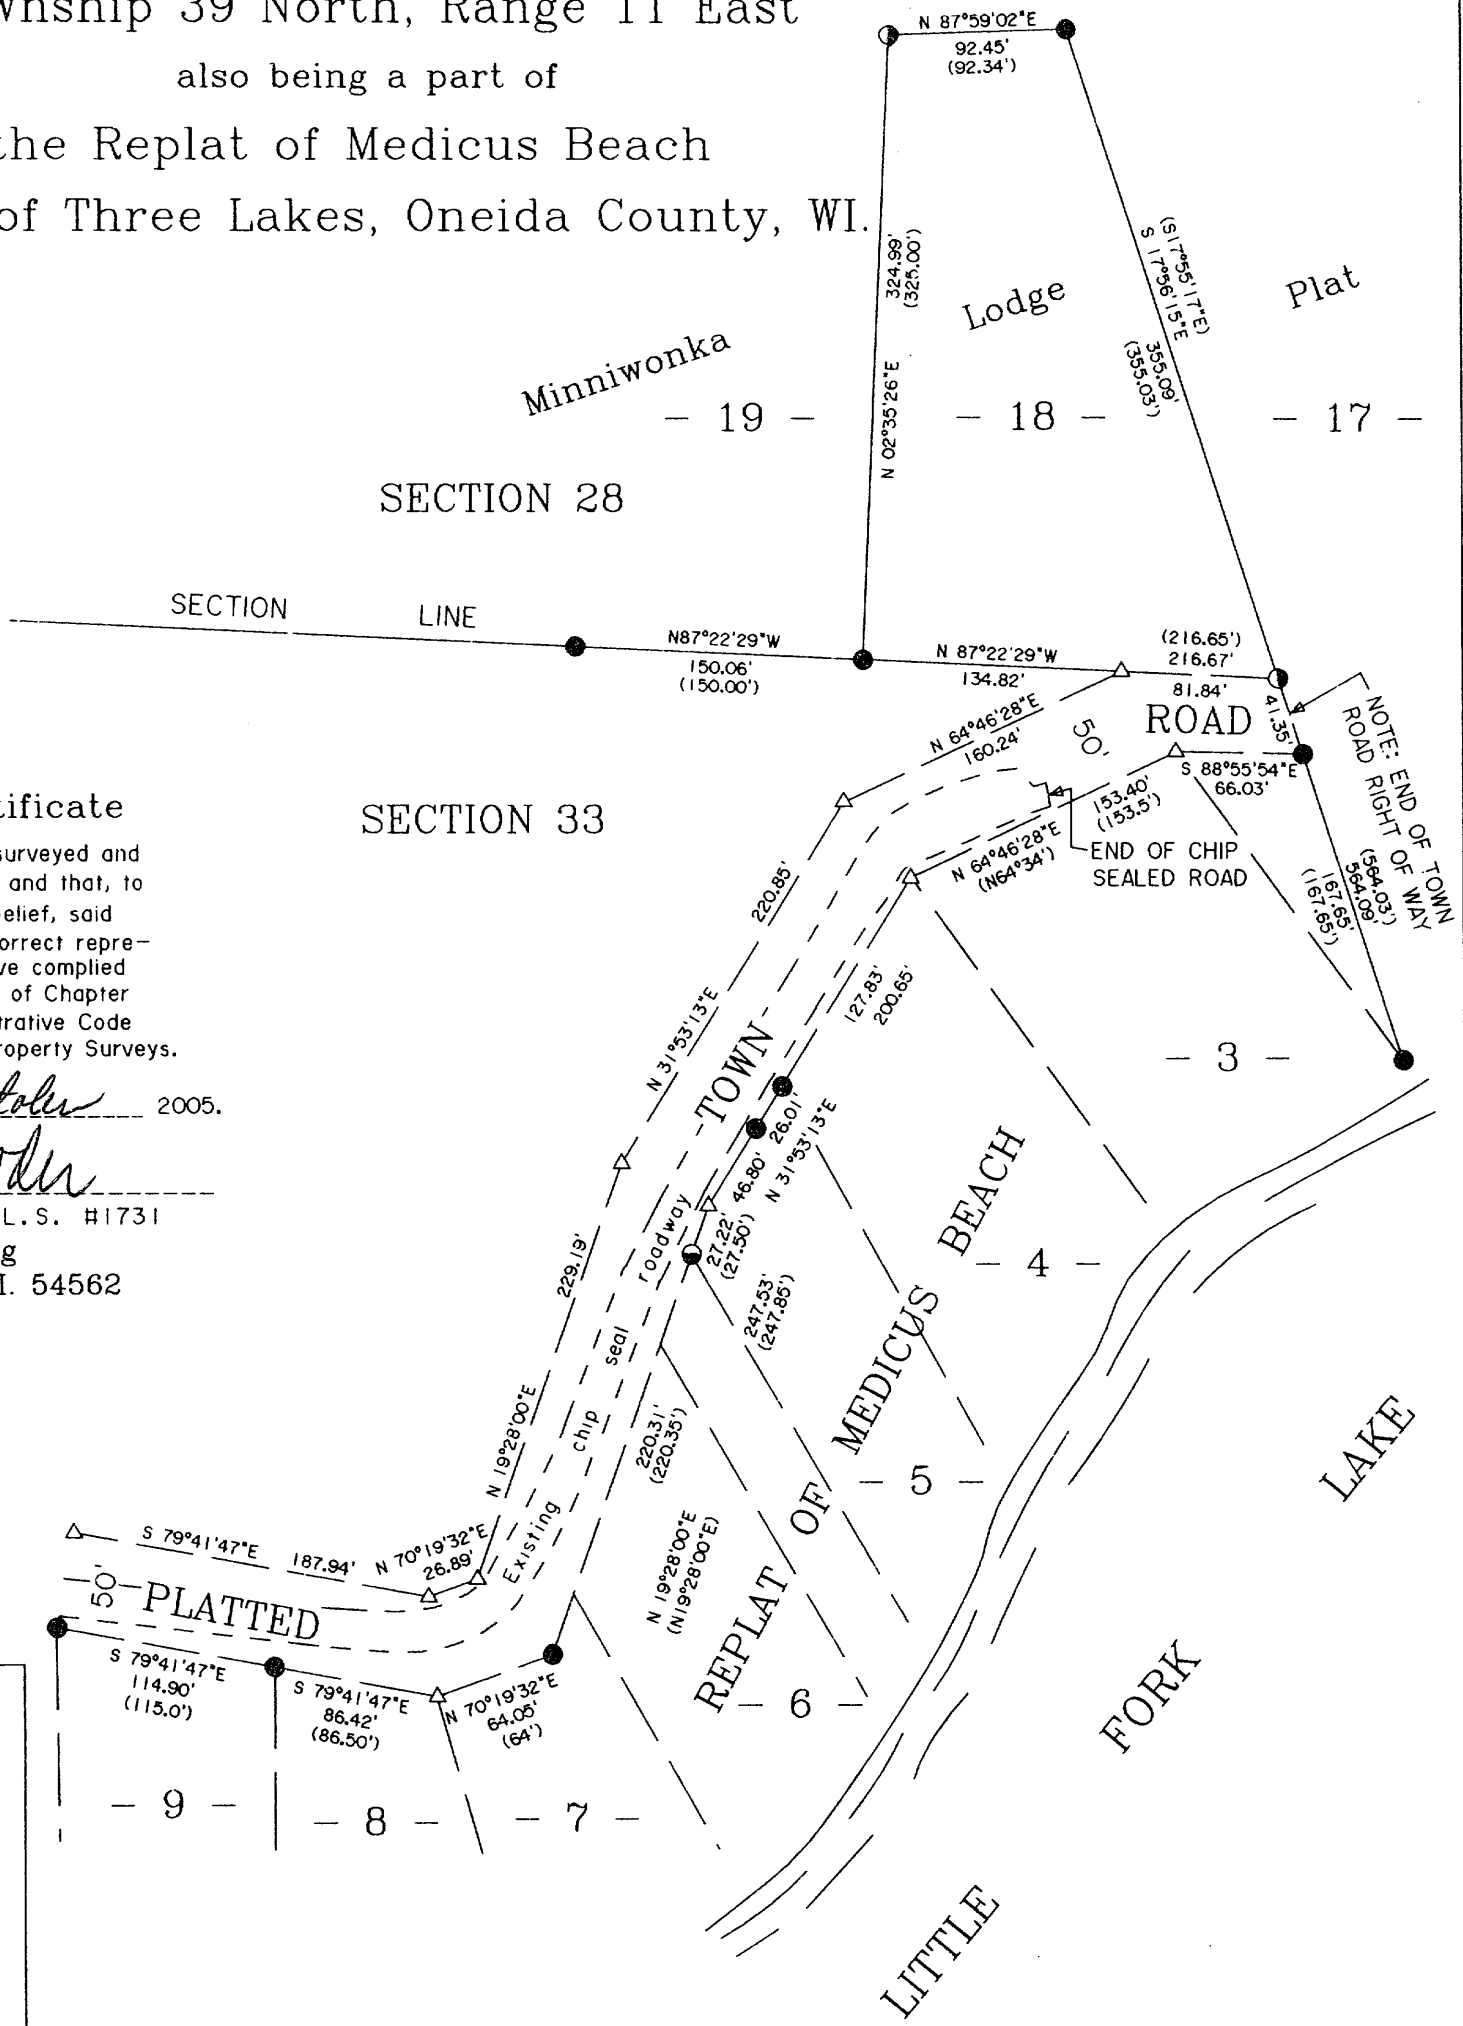 Township 39 North, Range 11 East
also being a part of
the Replat of Medicus Beach
of Three Lakes, Oneida County, WI.
N 87°59'02"E
92.45'
(92.34')
324.99'
(325.00')
N 02°35'26"E
(S17°55'17"E)
S 17°56'15"E
355.09'
(355.03')
Minniwonka Lodge Plat
- 19 -
- 18 -
- 17 -
SECTION 28
SECTION LINE
N87°22'29"W
150.06'
(150.00')
N 87°22'29"W
134.82'
(216.65')
216.67'
81.84'
41.35'
ROAD
50'
N 64°46'28"E
160.24'
S 88°55'54"E
66.03'
NOTE: END OF TOWN
ROAD RIGHT OF WAY
(564.03')
564.09'
167.65'
(167.65')
153.40'
(153.5')
N 64°46'28"E
(N64°34')
END OF CHIP
SEALED ROAD
SECTION 33
tificate
surveyed and
and that, to
elief, said
orrect repre-
ve complied
of Chapter
trative Code
roperty Surveys.
2005.
L.S. #1731
g
I. 54562
220.85'
N 31°53'13"E
127.83'
200.65'
TOWN
26.01'
N 31°53'13"E
46.80'
27.22'
(27.50')
247.53'
(247.85')
229.19'
N 19°28'00"E
Existing chip seal roadway
220.31'
(220.35')
N 19°28'00"E
(N19°28'00"E)
- 3 -
- 4 -
- 5 -
- 6 -
REPLAT OF MEDICUS BEACH
S 79°41'47"E
187.94'
N 70°19'32"E
26.89'
50'
PLATTED
S 79°41'47"E
114.90'
(115.0')
S 79°41'47"E
86.42'
(86.50')
N 70°19'32"E
64.05'
(64')
- 9 -
- 8 -
- 7 -
LITTLE FORK LAKE